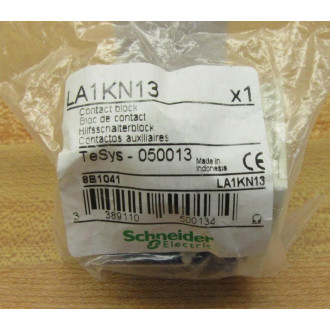 LA1KN13 x1
Contact block
Bloc de contact
Hilfsschalterblock
Contactos auxiliares
TeSys - 050013 Made in Indonesia CE
8B1041 LA1KN13
3 389110 500134
Schneider Electric